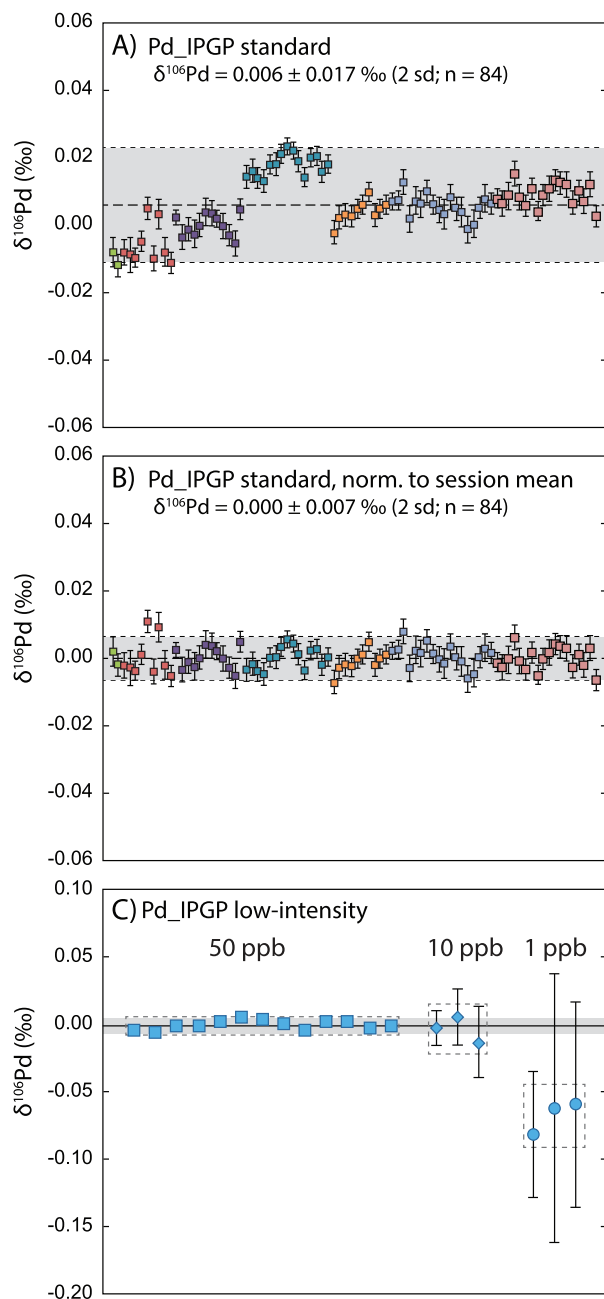 A) Pd_IPGP standard
δ¹⁰⁶Pd = 0.006 ± 0.017 ‰ (2 sd; n = 84)
0.06
0.04
0.02
0.00
-0.02
-0.04
-0.06
δ¹⁰⁶Pd (‰)
B) Pd_IPGP standard, norm. to session mean
δ¹⁰⁶Pd = 0.000 ± 0.007 ‰ (2 sd; n = 84)
0.06
0.04
0.02
0.00
-0.02
-0.04
-0.06
δ¹⁰⁶Pd (‰)
C) Pd_IPGP low-intensity
50 ppb 10 ppb 1 ppb
0.10
0.05
0.00
-0.05
-0.10
-0.15
-0.20
δ¹⁰⁶Pd (‰)